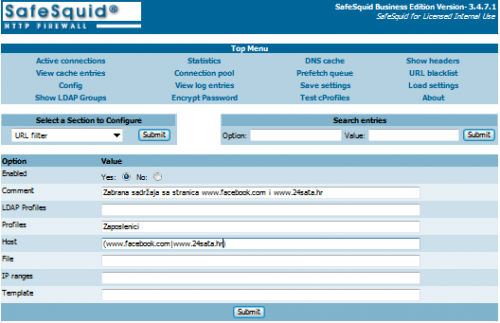 SafeSquid®
HTTP FIREWALL
SafeSquid Business Edition Version- 3.4.7.1
SafeSquid for Licensed Internal Use
Top Menu
Active connections Statistics DNS cache Show headers
View cache entries Connection pool Prefetch queue URL blacklist
Config View log entries Save settings Load settings
Show LDAP Groups Encrypt Password Test cProfiles About
Select a Section to Configure Search entries
URL filter Submit Option: Value: Submit
Option Value
Enabled Yes: No:
Comment Zabrana sadržaja sa stranica www.facebook.com i www.24sata.hr
LDAP Profiles
Profiles Zaposlenici
Host (www.facebook.com|www.24sata.hr)
File
IP ranges
Template
Submit